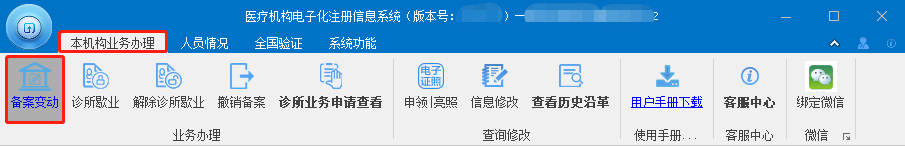 医疗机构电子化注册信息系统（版本号： ）— 2
本机构业务办理 人员情况 全国验证 系统功能
备案变动 诊所歇业 解除诊所歇业 撤销备案 诊所业务申请查看 电子证照 申领|亮照 信息修改 查看历史沿革 用户手册下载 客服中心 绑定微信
业务办理 查询修改 使用手册... 客服中心 微信